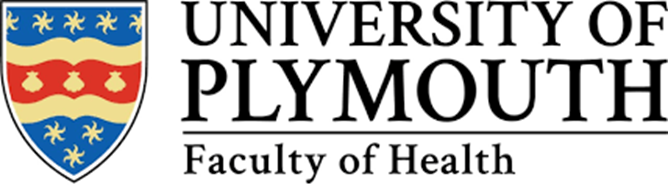 UNIVERSITY OF
PLYMOUTH
Faculty of Health